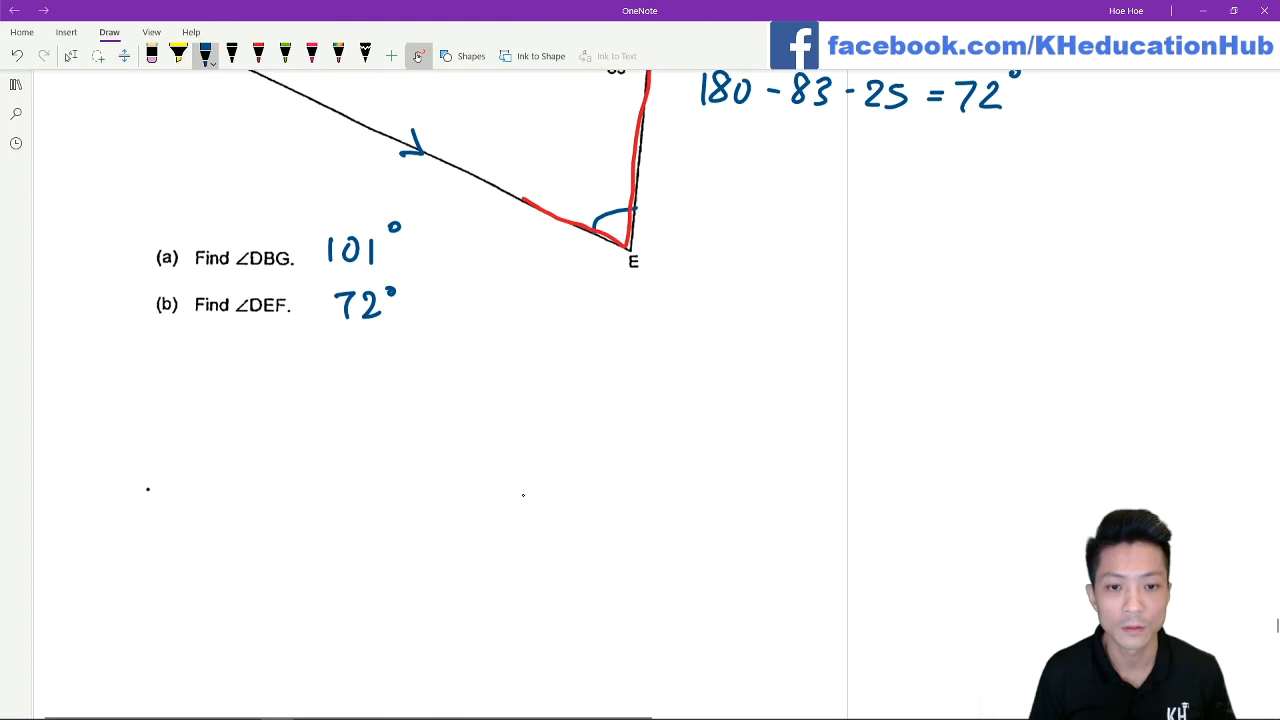 OneNote
Hoe Hoe
Home Insert Draw View Help
facebook.com/KHeducationHub
Shapes Ink to Shape Ink to Text
180 - 83 - 25 = 72°
E
(a) Find ∠DBG. 101°
(b) Find ∠DEF. 72°
KH